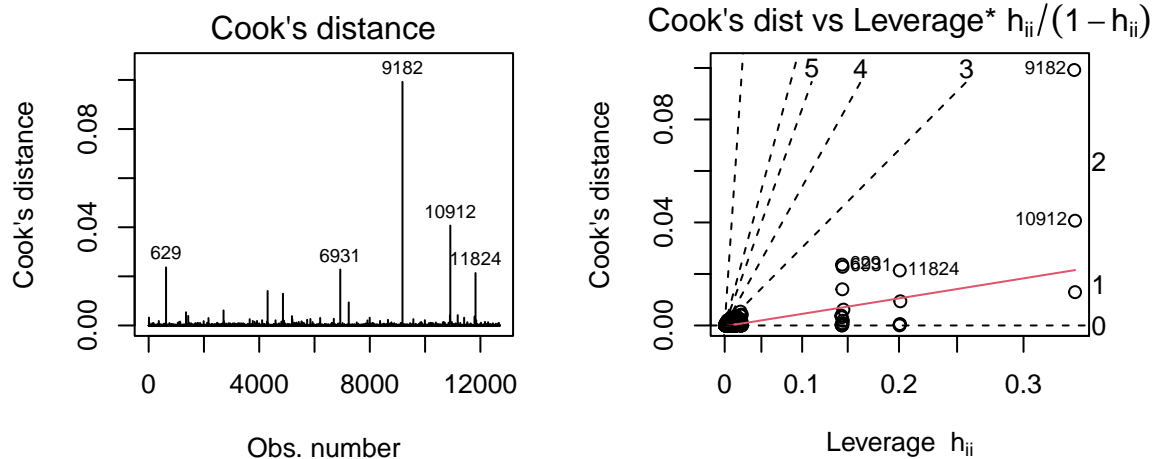 Cook's distance
Cook's distance
0.00 0.04 0.08
629
6931
9182
10912
11824
0 4000 8000 12000
Obs. number
Cook's dist vs Leverage* hᵢᵢ/(1 − hᵢᵢ)
Cook's distance
0.00 0.04 0.08
5 4 3
9182
2
10912
629
6931
11824
1
0
0 0.1 0.2 0.3
Leverage hᵢᵢ